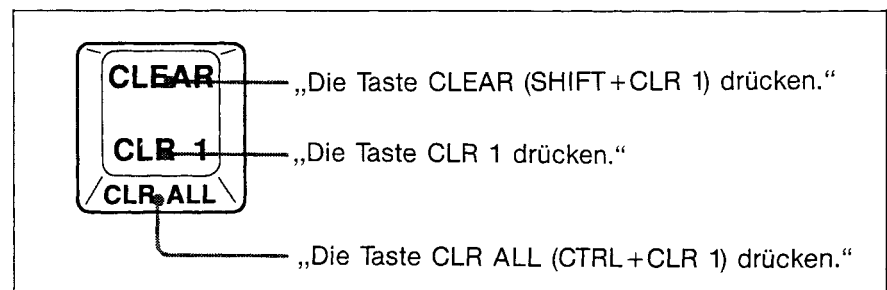 CLEAR
„Die Taste CLEAR (SHIFT+CLR 1) drücken.“
CLR 1
„Die Taste CLR 1 drücken.“
CLR ALL
„Die Taste CLR ALL (CTRL+CLR 1) drücken.“